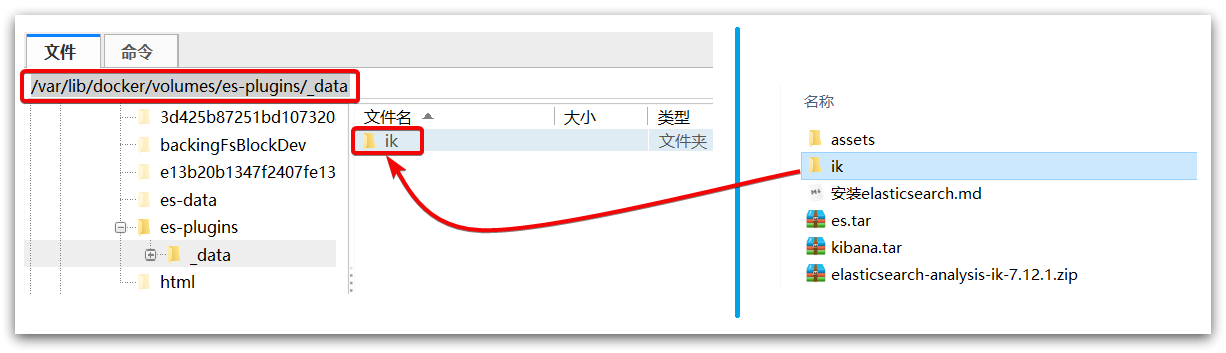 文件 命令
/var/lib/docker/volumes/es-plugins/_data
3d425b87251bd107320
backingFsBlockDev
e13b20b1347f2407fe13
es-data
es-plugins
_data
html
文件名 大小 类型
ik 文件夹
名称
assets
ik
安装elasticsearch.md
es.tar
kibana.tar
elasticsearch-analysis-ik-7.12.1.zip